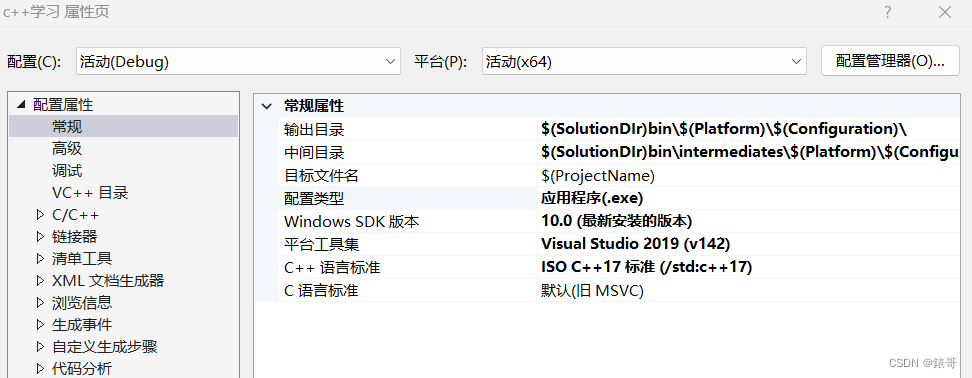 c++学习 属性页
?
配置(C): 活动(Debug) 平台(P): 活动(x64) 配置管理器(O)...
配置属性
常规
高级
调试
VC++ 目录
C/C++
链接器
清单工具
XML 文档生成器
浏览信息
生成事件
自定义生成步骤
代码分析
常规属性
输出目录 $(SolutionDIr)bin\$(Platform)\$(Configuration)\
中间目录 $(SolutionDIr)bin\intermediates\$(Platform)\$(Configu
目标文件名 $(ProjectName)
配置类型 应用程序(.exe)
Windows SDK 版本 10.0 (最新安装的版本)
平台工具集 Visual Studio 2019 (v142)
C++ 语言标准 ISO C++17 标准 (/std:c++17)
C 语言标准 默认(旧 MSVC)
CSDN @錶哥